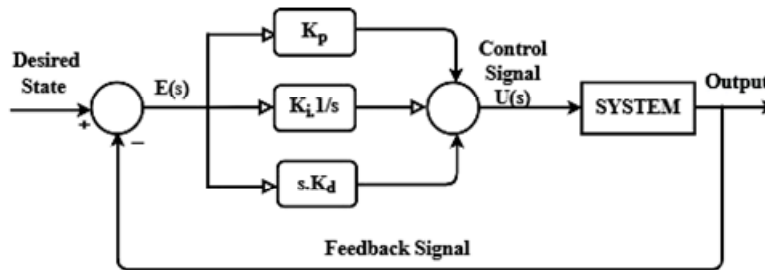 Desired
State
+
−
E(s)
Kp
Ki.1/s
s.Kd
Control
Signal
U(s)
SYSTEM
Output
Feedback Signal